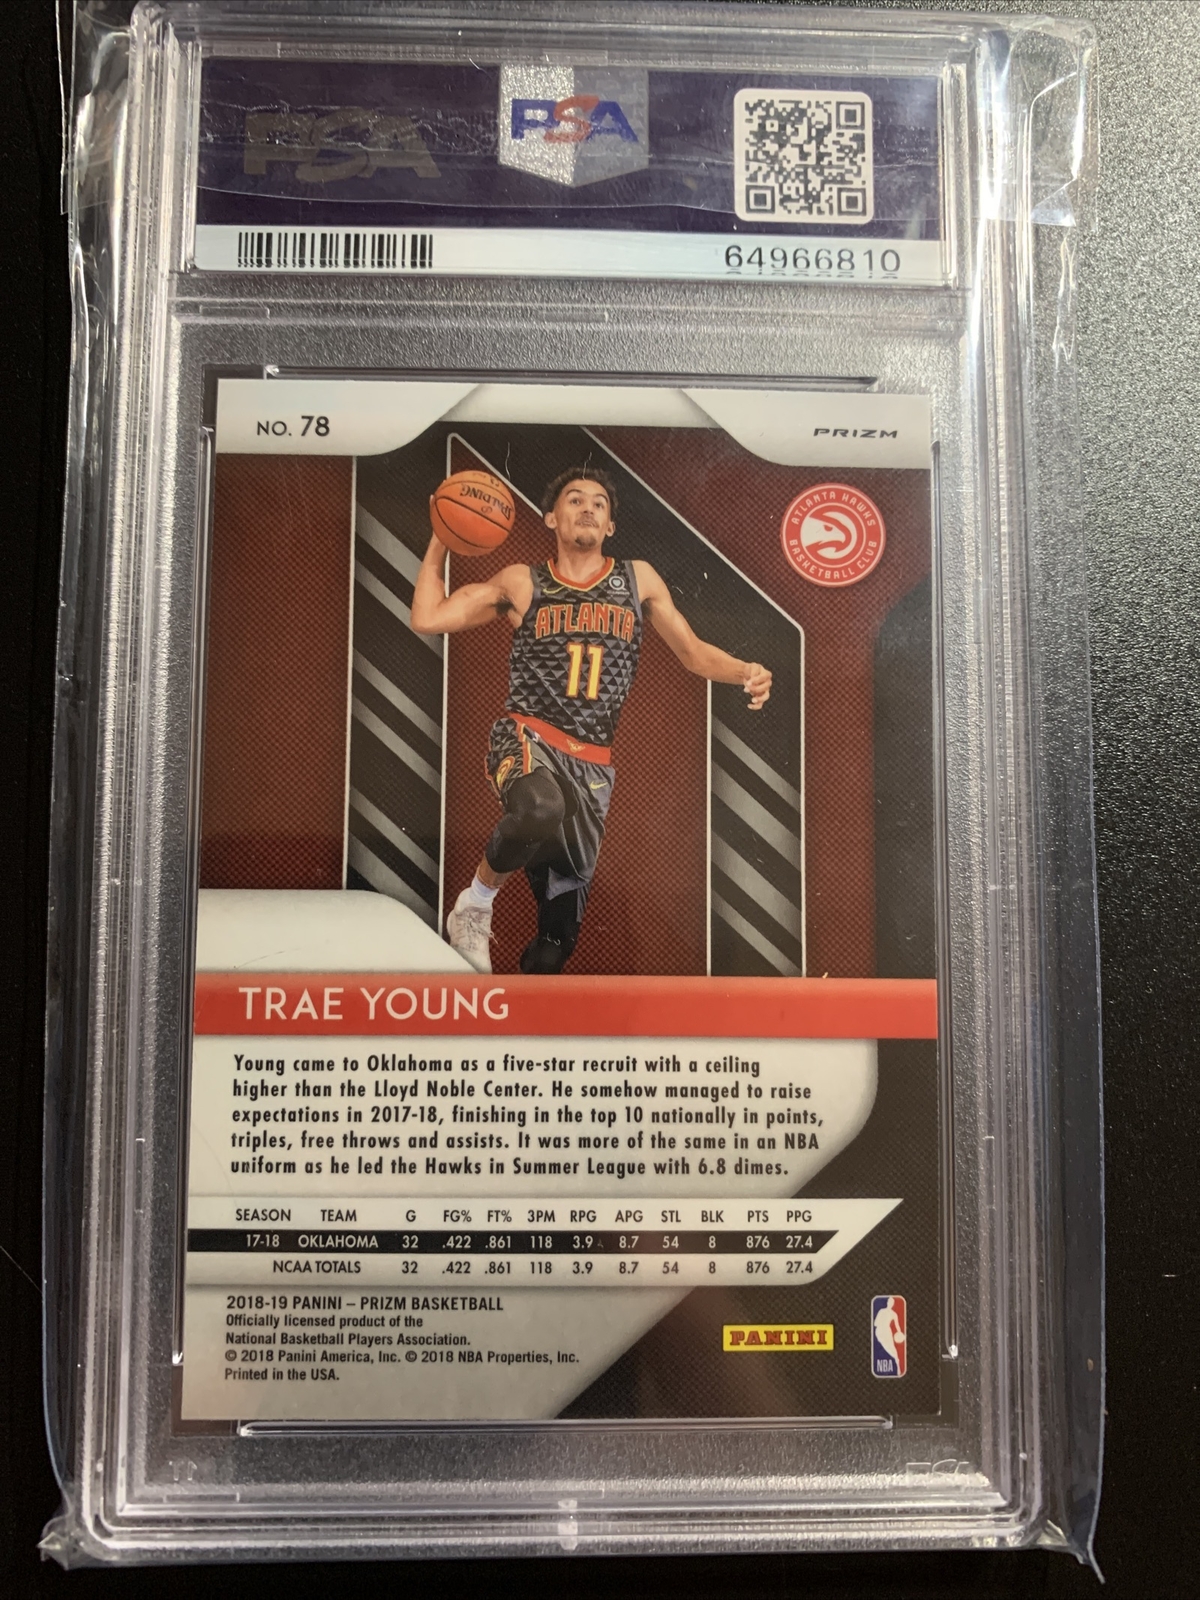 PSA
PSA
64966810
NO. 78
PRIZM
SPALDING
ATLANTA HAWKS
BASKETBALL CLUB
ATLANTA
11
TRAE YOUNG
Young came to Oklahoma as a five-star recruit with a ceiling
higher than the Lloyd Noble Center. He somehow managed to raise
expectations in 2017-18, finishing in the top 10 nationally in points,
triples, free throws and assists. It was more of the same in an NBA
uniform as he led the Hawks in Summer League with 6.8 dimes.
SEASON TEAM G FG% FT% 3PM RPG APG STL BLK PTS PPG
17-18 OKLAHOMA 32 .422 .861 118 3.9 8.7 54 8 876 27.4
NCAA TOTALS 32 .422 .861 118 3.9 8.7 54 8 876 27.4
2018-19 PANINI – PRIZM BASKETBALL
Officially licensed product of the
National Basketball Players Association.
© 2018 Panini America, Inc. © 2018 NBA Properties, Inc.
Printed in the USA.
PANINI
NBA
PSA